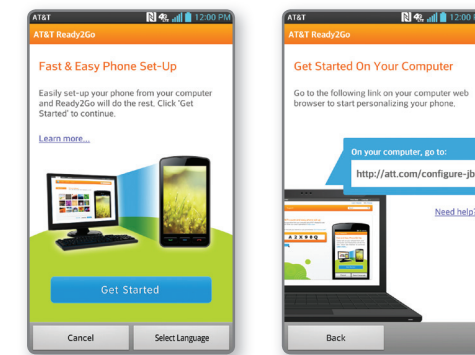 AT&T
12:00 PM
AT&T Ready2Go
Fast & Easy Phone Set-Up
Easily set-up your phone from your computer
and Ready2Go will do the rest. Click 'Get
Started' to continue.
Learn more...
Get Started
Cancel
Select Language
AT&T
12:00
AT&T Ready2Go
Get Started On Your Computer
Go to the following link on your computer web
browser to start personalizing your phone.
On your computer, go to:
http://att.com/configure-jb
Need help?
A2X99Q
Back